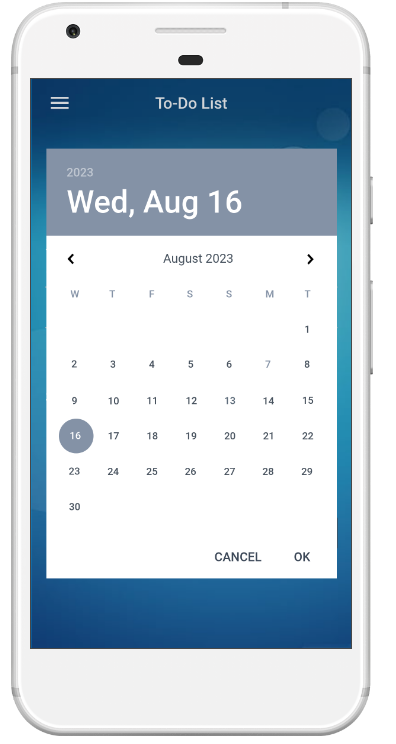 To-Do List
2023
Wed, Aug 16
August 2023
W T F S S M T
1
2 3 4 5 6 7 8
9 10 11 12 13 14 15
16 17 18 19 20 21 22
23 24 25 26 27 28 29
30
CANCEL OK